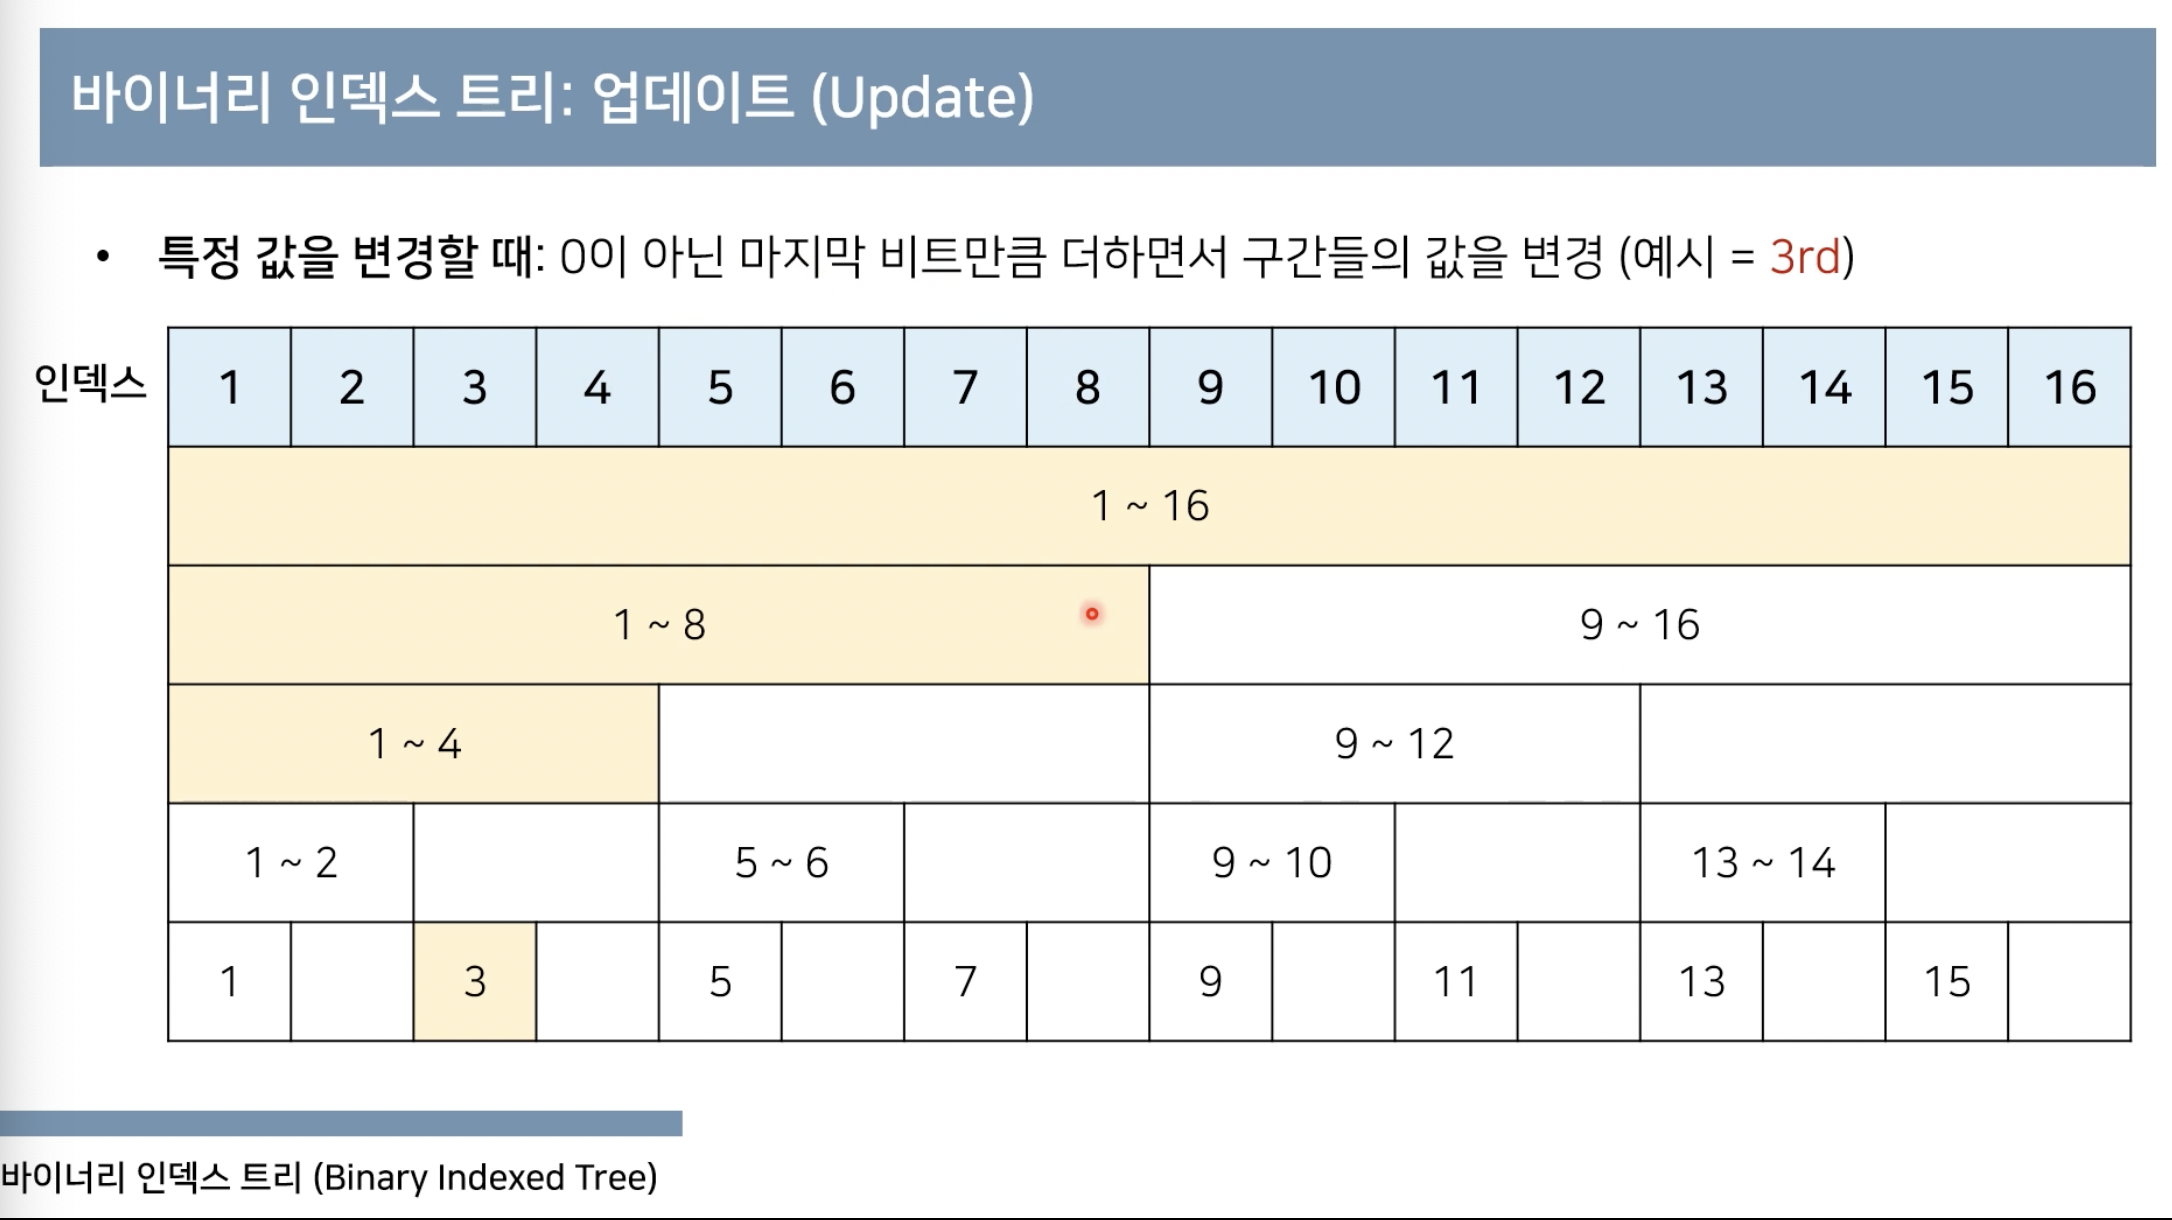 바이너리 인덱스 트리: 업데이트 (Update)
• 특정 값을 변경할 때: 0이 아닌 마지막 비트만큼 더하면서 구간들의 값을 변경 (예시 = 3rd)
인덱스 1 2 3 4 5 6 7 8 9 10 11 12 13 14 15 16
1 ~ 16
1 ~ 8 9 ~ 16
1 ~ 4 9 ~ 12
1 ~ 2 5 ~ 6 9 ~ 10 13 ~ 14
1 3 5 7 9 11 13 15
바이너리 인덱스 트리 (Binary Indexed Tree)